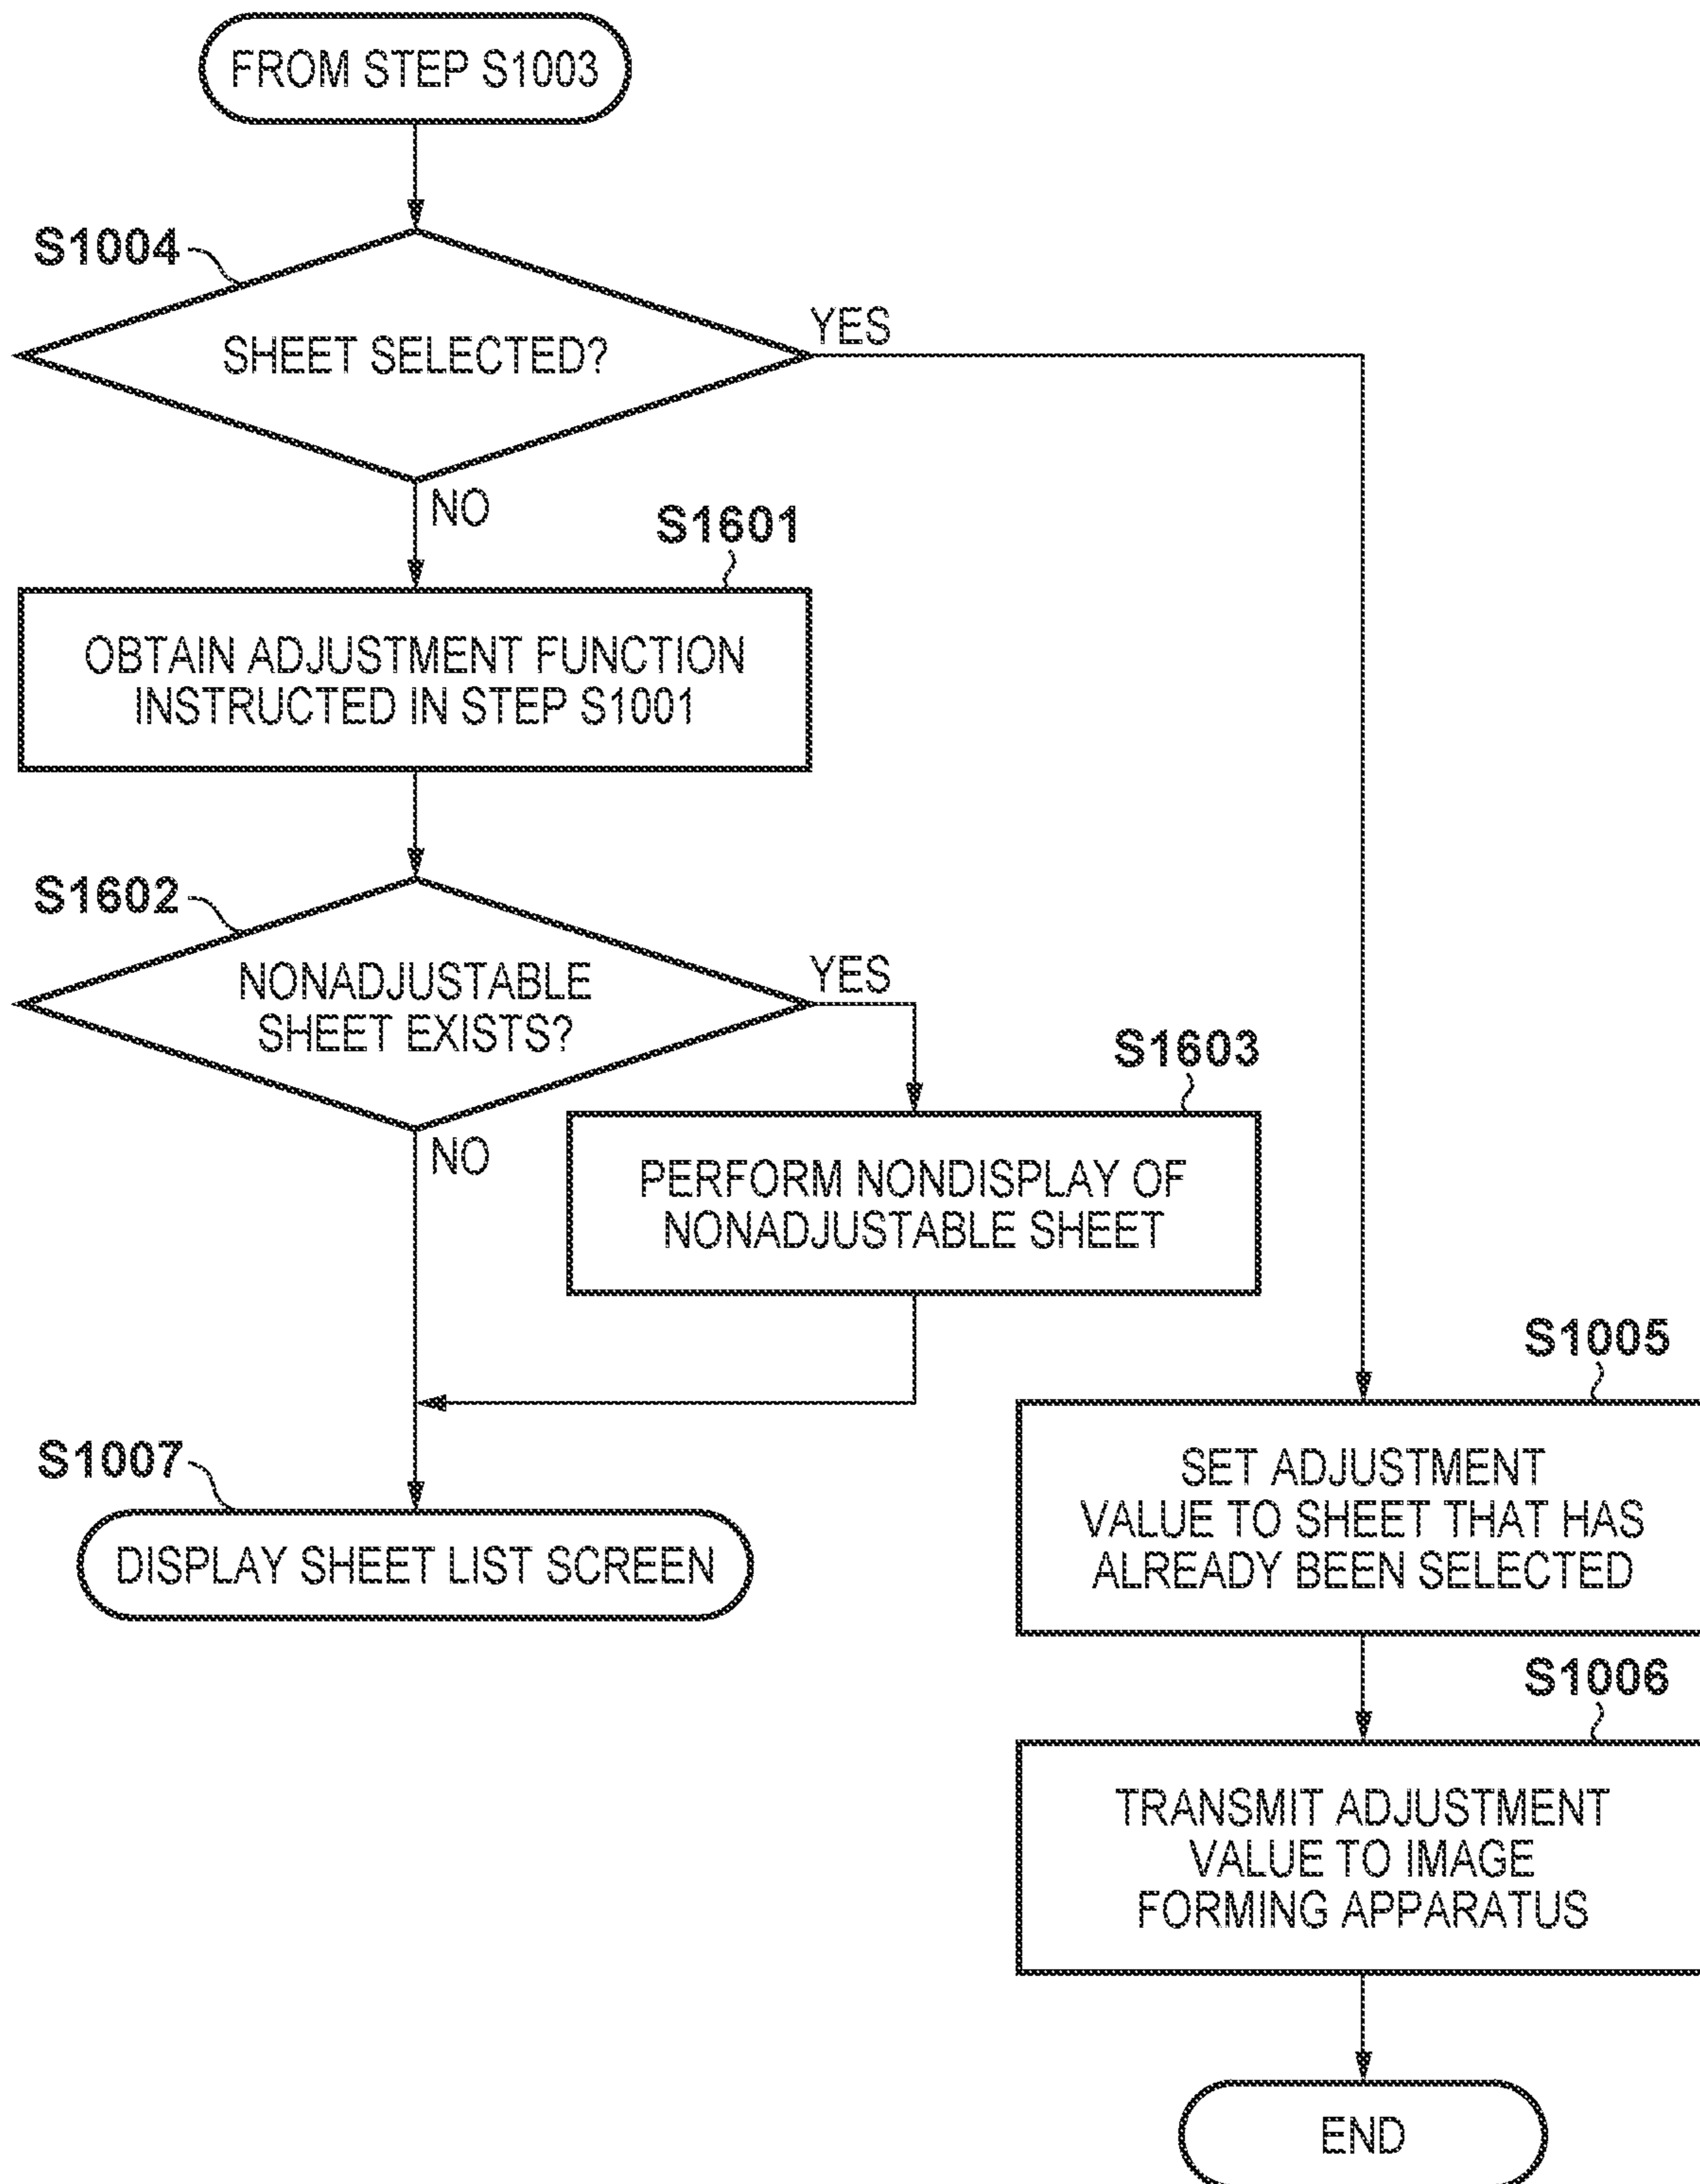 FROM STEP S1003
S1004
SHEET SELECTED?
YES
NO
S1601
OBTAIN ADJUSTMENT FUNCTION
INSTRUCTED IN STEP S1001
S1602
NONADJUSTABLE
SHEET EXISTS?
YES
NO
S1603
PERFORM NONDISPLAY OF
NONADJUSTABLE SHEET
S1007
DISPLAY SHEET LIST SCREEN
S1005
SET ADJUSTMENT
VALUE TO SHEET THAT HAS
ALREADY BEEN SELECTED
S1006
TRANSMIT ADJUSTMENT
VALUE TO IMAGE
FORMING APPARATUS
END